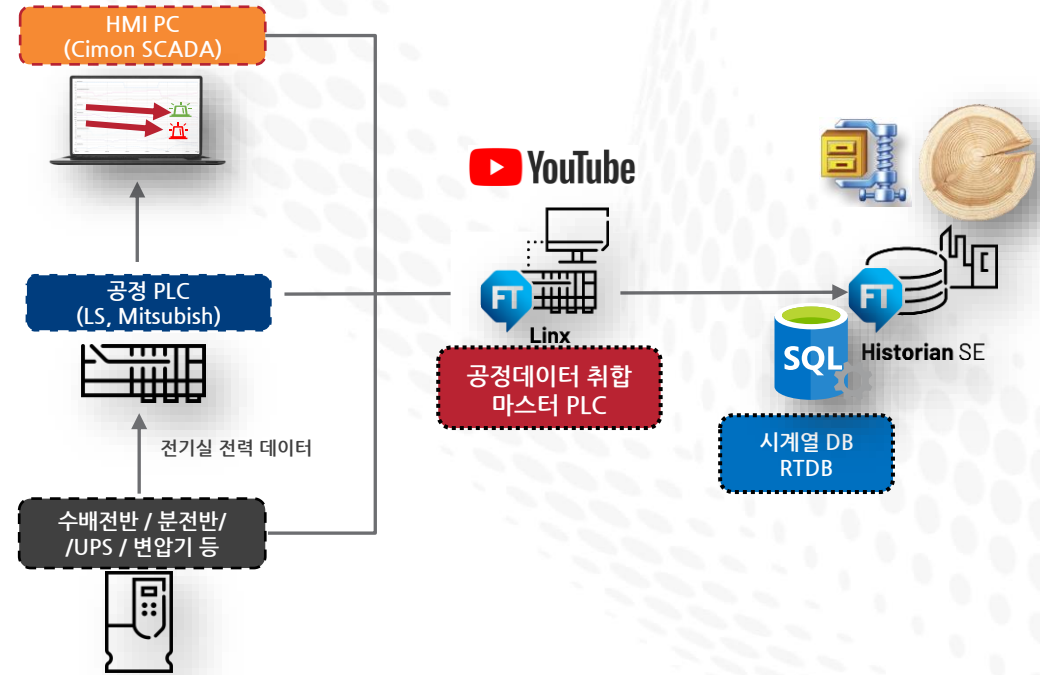 HMI PC
(Cimon SCADA)
공정 PLC
(LS, Mitsubish)
전기실 전력 데이터
수배전반 / 분전반/
/UPS / 변압기 등
YouTube
FT
Linx
공정데이터 취합
마스터 PLC
FT
Historian SE
SQL
시계열 DB
RTDB